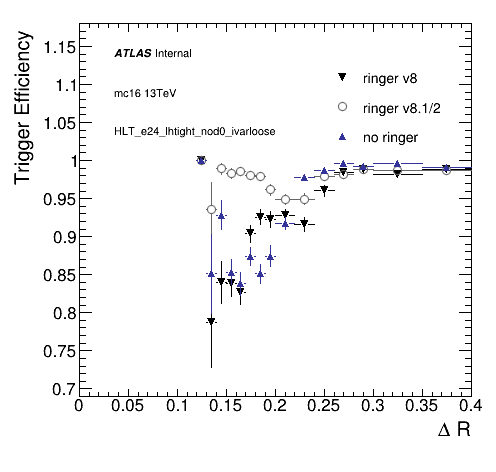 Trigger Efficiency
1.15
1.1
1.05
1
0.95
0.9
0.85
0.8
0.75
0.7
ATLAS Internal
mc16 13TeV
HLT_e24_lhtight_nod0_ivarloose
ringer v8
ringer v8.1/2
no ringer
0 0.05 0.1 0.15 0.2 0.25 0.3 0.35 0.4
Δ R